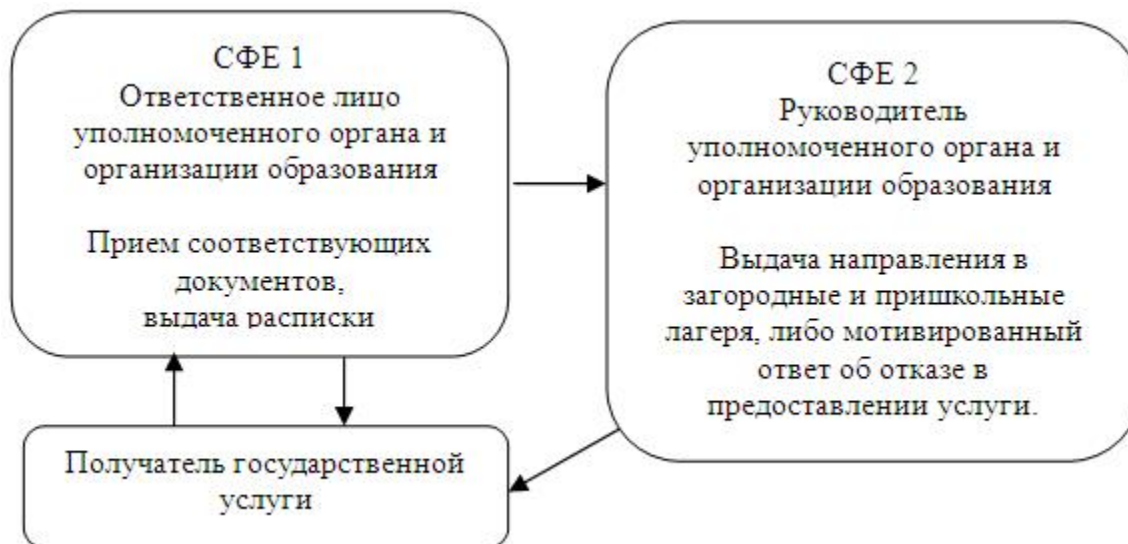 СФЕ 1
Ответственное лицо
уполномоченного органа и
организации образования
Прием соответствующих
документов,
выдача расписки
СФЕ 2
Руководитель
уполномоченного органа и
организации образования
Выдача направления в
загородные и пришкольные
лагеря, либо мотивированный
ответ об отказе в
предоставлении услуги.
Получатель государственной
услуги